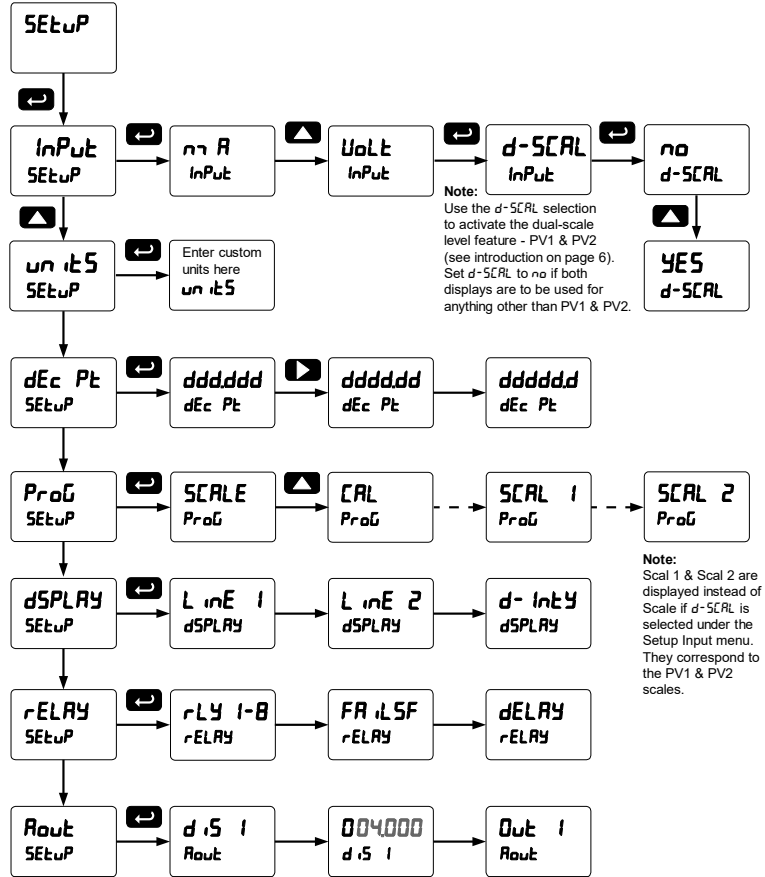 SEtuP
InPut
SEtuP
mA
InPut
VoLt
InPut
d-SCAL
InPut
no
d-SCAL
Note:
Use the d-SCAL selection
to activate the dual-scale
level feature - PV1 & PV2
(see introduction on page 6).
Set d-SCAL to no if both
displays are to be used for
anything other than PV1 & PV2.
YES
d-SCAL
unitS
SEtuP
Enter custom
units here
unitS
dEc Pt
SEtuP
ddd.ddd
dEc Pt
dddd.dd
dEc Pt
ddddd.d
dEc Pt
ProG
SEtuP
SCALE
ProG
CAL
ProG
SCAL 1
ProG
SCAL 2
ProG
Note:
Scal 1 & Scal 2 are
displayed instead of
Scale if d-SCAL is
selected under the
Setup Input menu.
They correspond to
the PV1 & PV2
scales.
dSPLAY
SEtuP
LinE 1
dSPLAY
LinE 2
dSPLAY
d-IntY
dSPLAY
rELAY
SEtuP
rLY 1-8
rELAY
FAiLSF
rELAY
dELAY
rELAY
Aout
SEtuP
diS 1
Aout
004.000
diS 1
Out 1
Aout